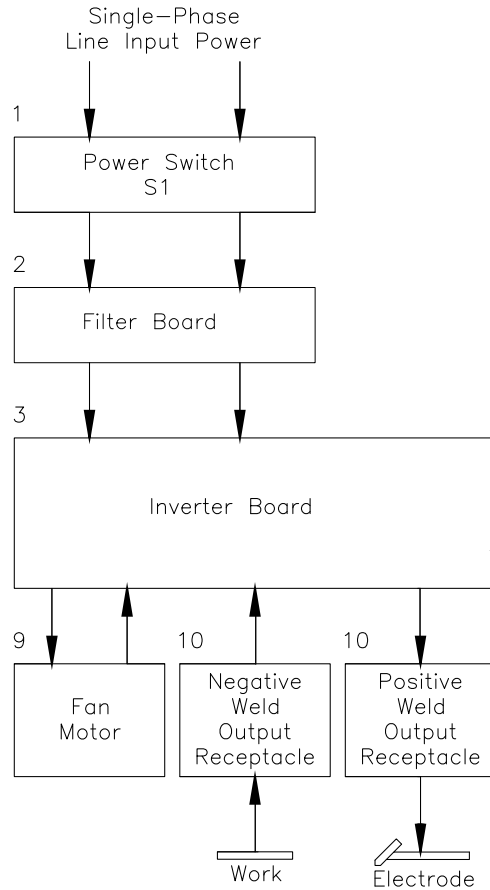 Single-Phase
Line Input Power
1
Power Switch
S1
2
Filter Board
3
Inverter Board
9
Fan
Motor
10
Negative
Weld
Output
Receptacle
10
Positive
Weld
Output
Receptacle
Work
Electrode